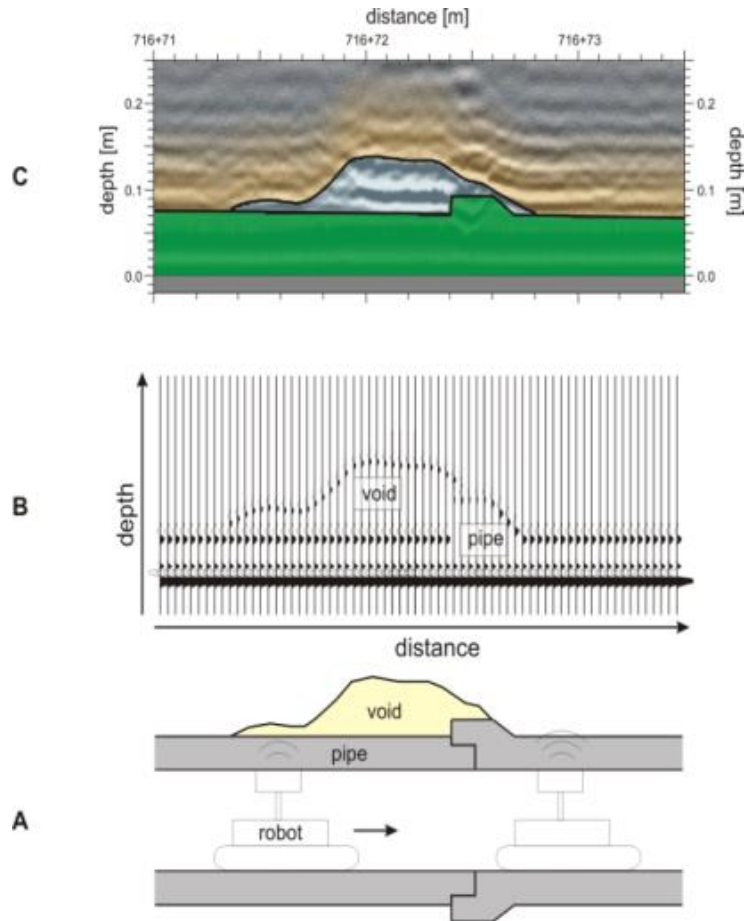 distance [m]
716+71 716+72 716+73
C
depth [m]
0.2 0.2
0.1 0.1
0.0 0.0
depth [m]
B
depth
void
pipe
distance
A
void
pipe
robot